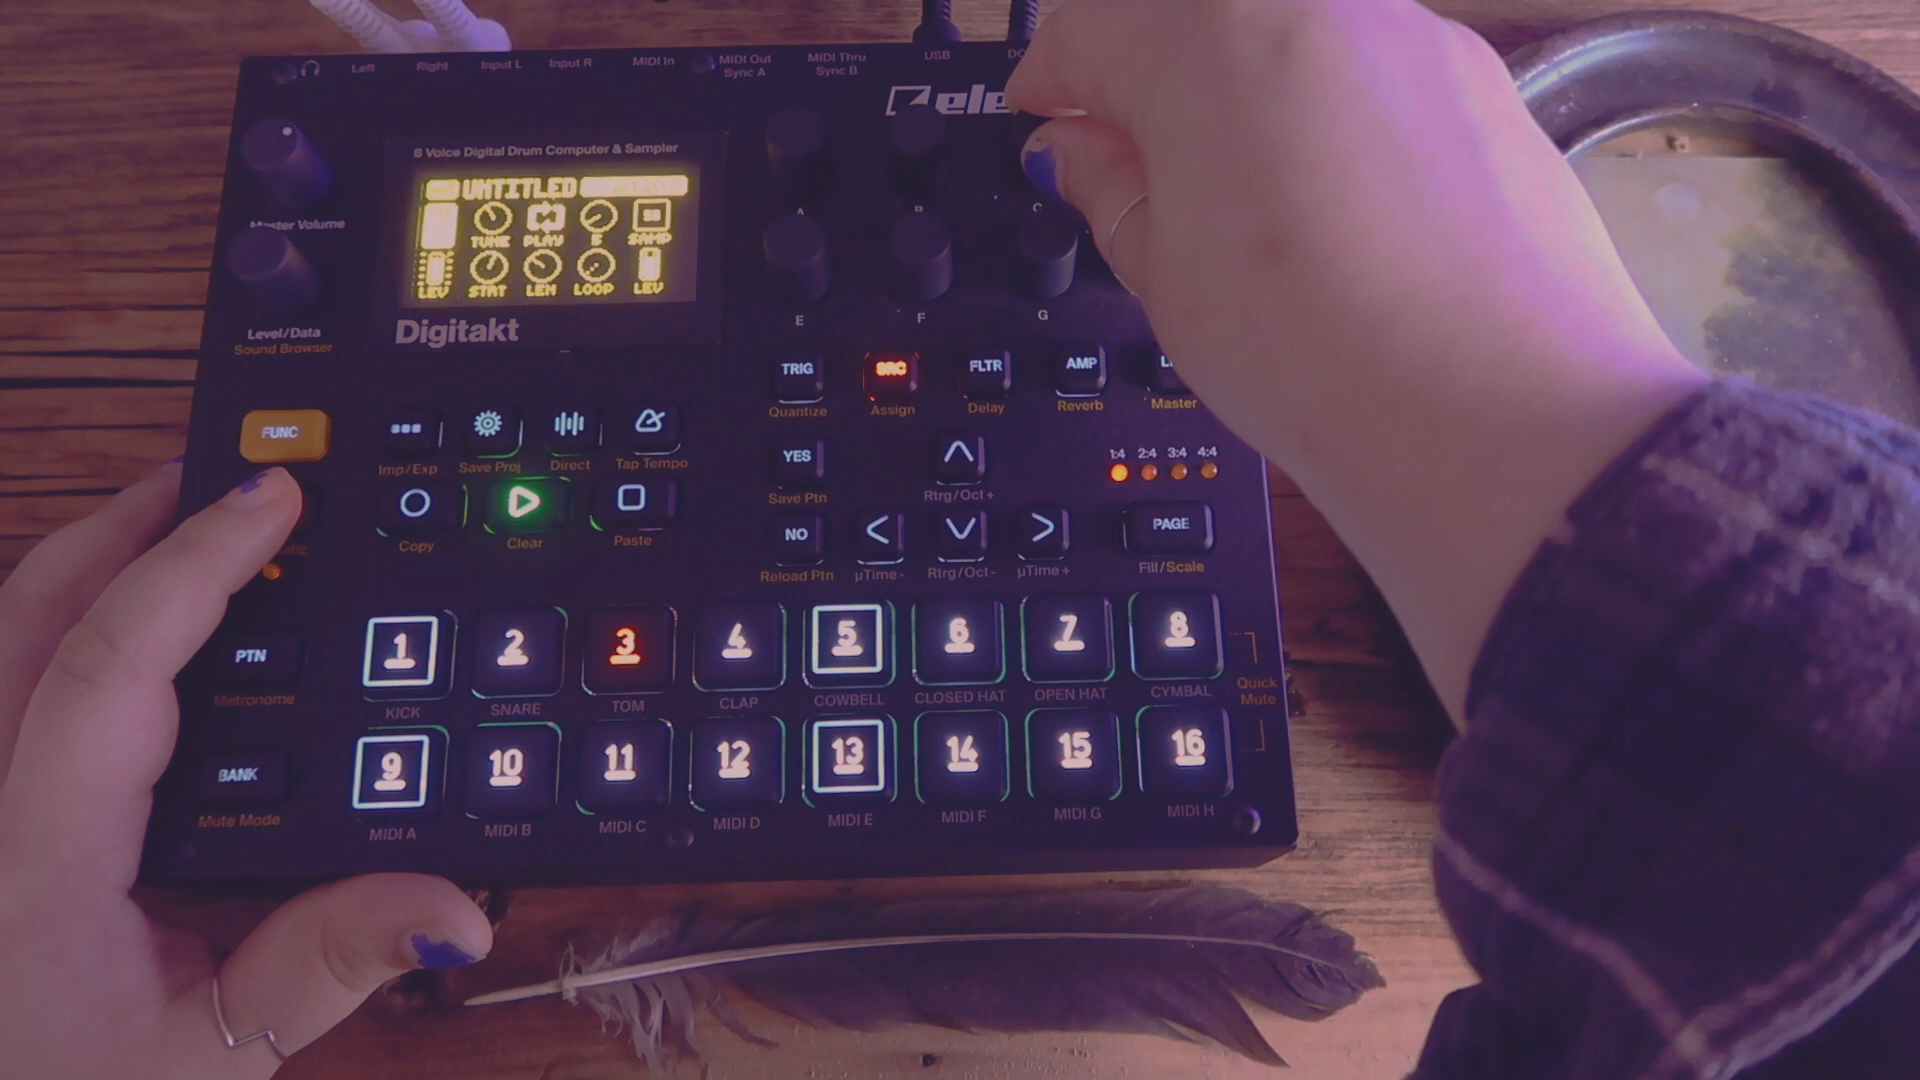 Left Right Input L Input R MIDI In MIDI Out MIDI Thru USB
Sync A Sync B
ele
8 Voice Digital Drum Computer & Sampler
UNTITLED
TUNE PLAY SAMP
LEV STRT LEN LOOP LEV
Digitakt
Master Volume
Level/Data
Sound Browser
A B C
E F G
TRIG SRC FLTR AMP
Quantize Assign Delay Reverb Master
FUNC
Imp/Exp Save Proj Direct Tap Tempo
Copy Clear Paste
YES
Save Ptn
Rtrg/Oct +
1:4 2:4 3:4 4:4
NO
Reload Ptn µTime - Rtrg/Oct - µTime +
PAGE
Fill/Scale
PTN
Metronome
BANK
Mute Mode
1 2 3 4 5 6 7 8
KICK SNARE TOM CLAP COWBELL CLOSED HAT OPEN HAT CYMBAL
Quick
Mute
9 10 11 12 13 14 15 16
MIDI A MIDI B MIDI C MIDI D MIDI E MIDI F MIDI G MIDI H